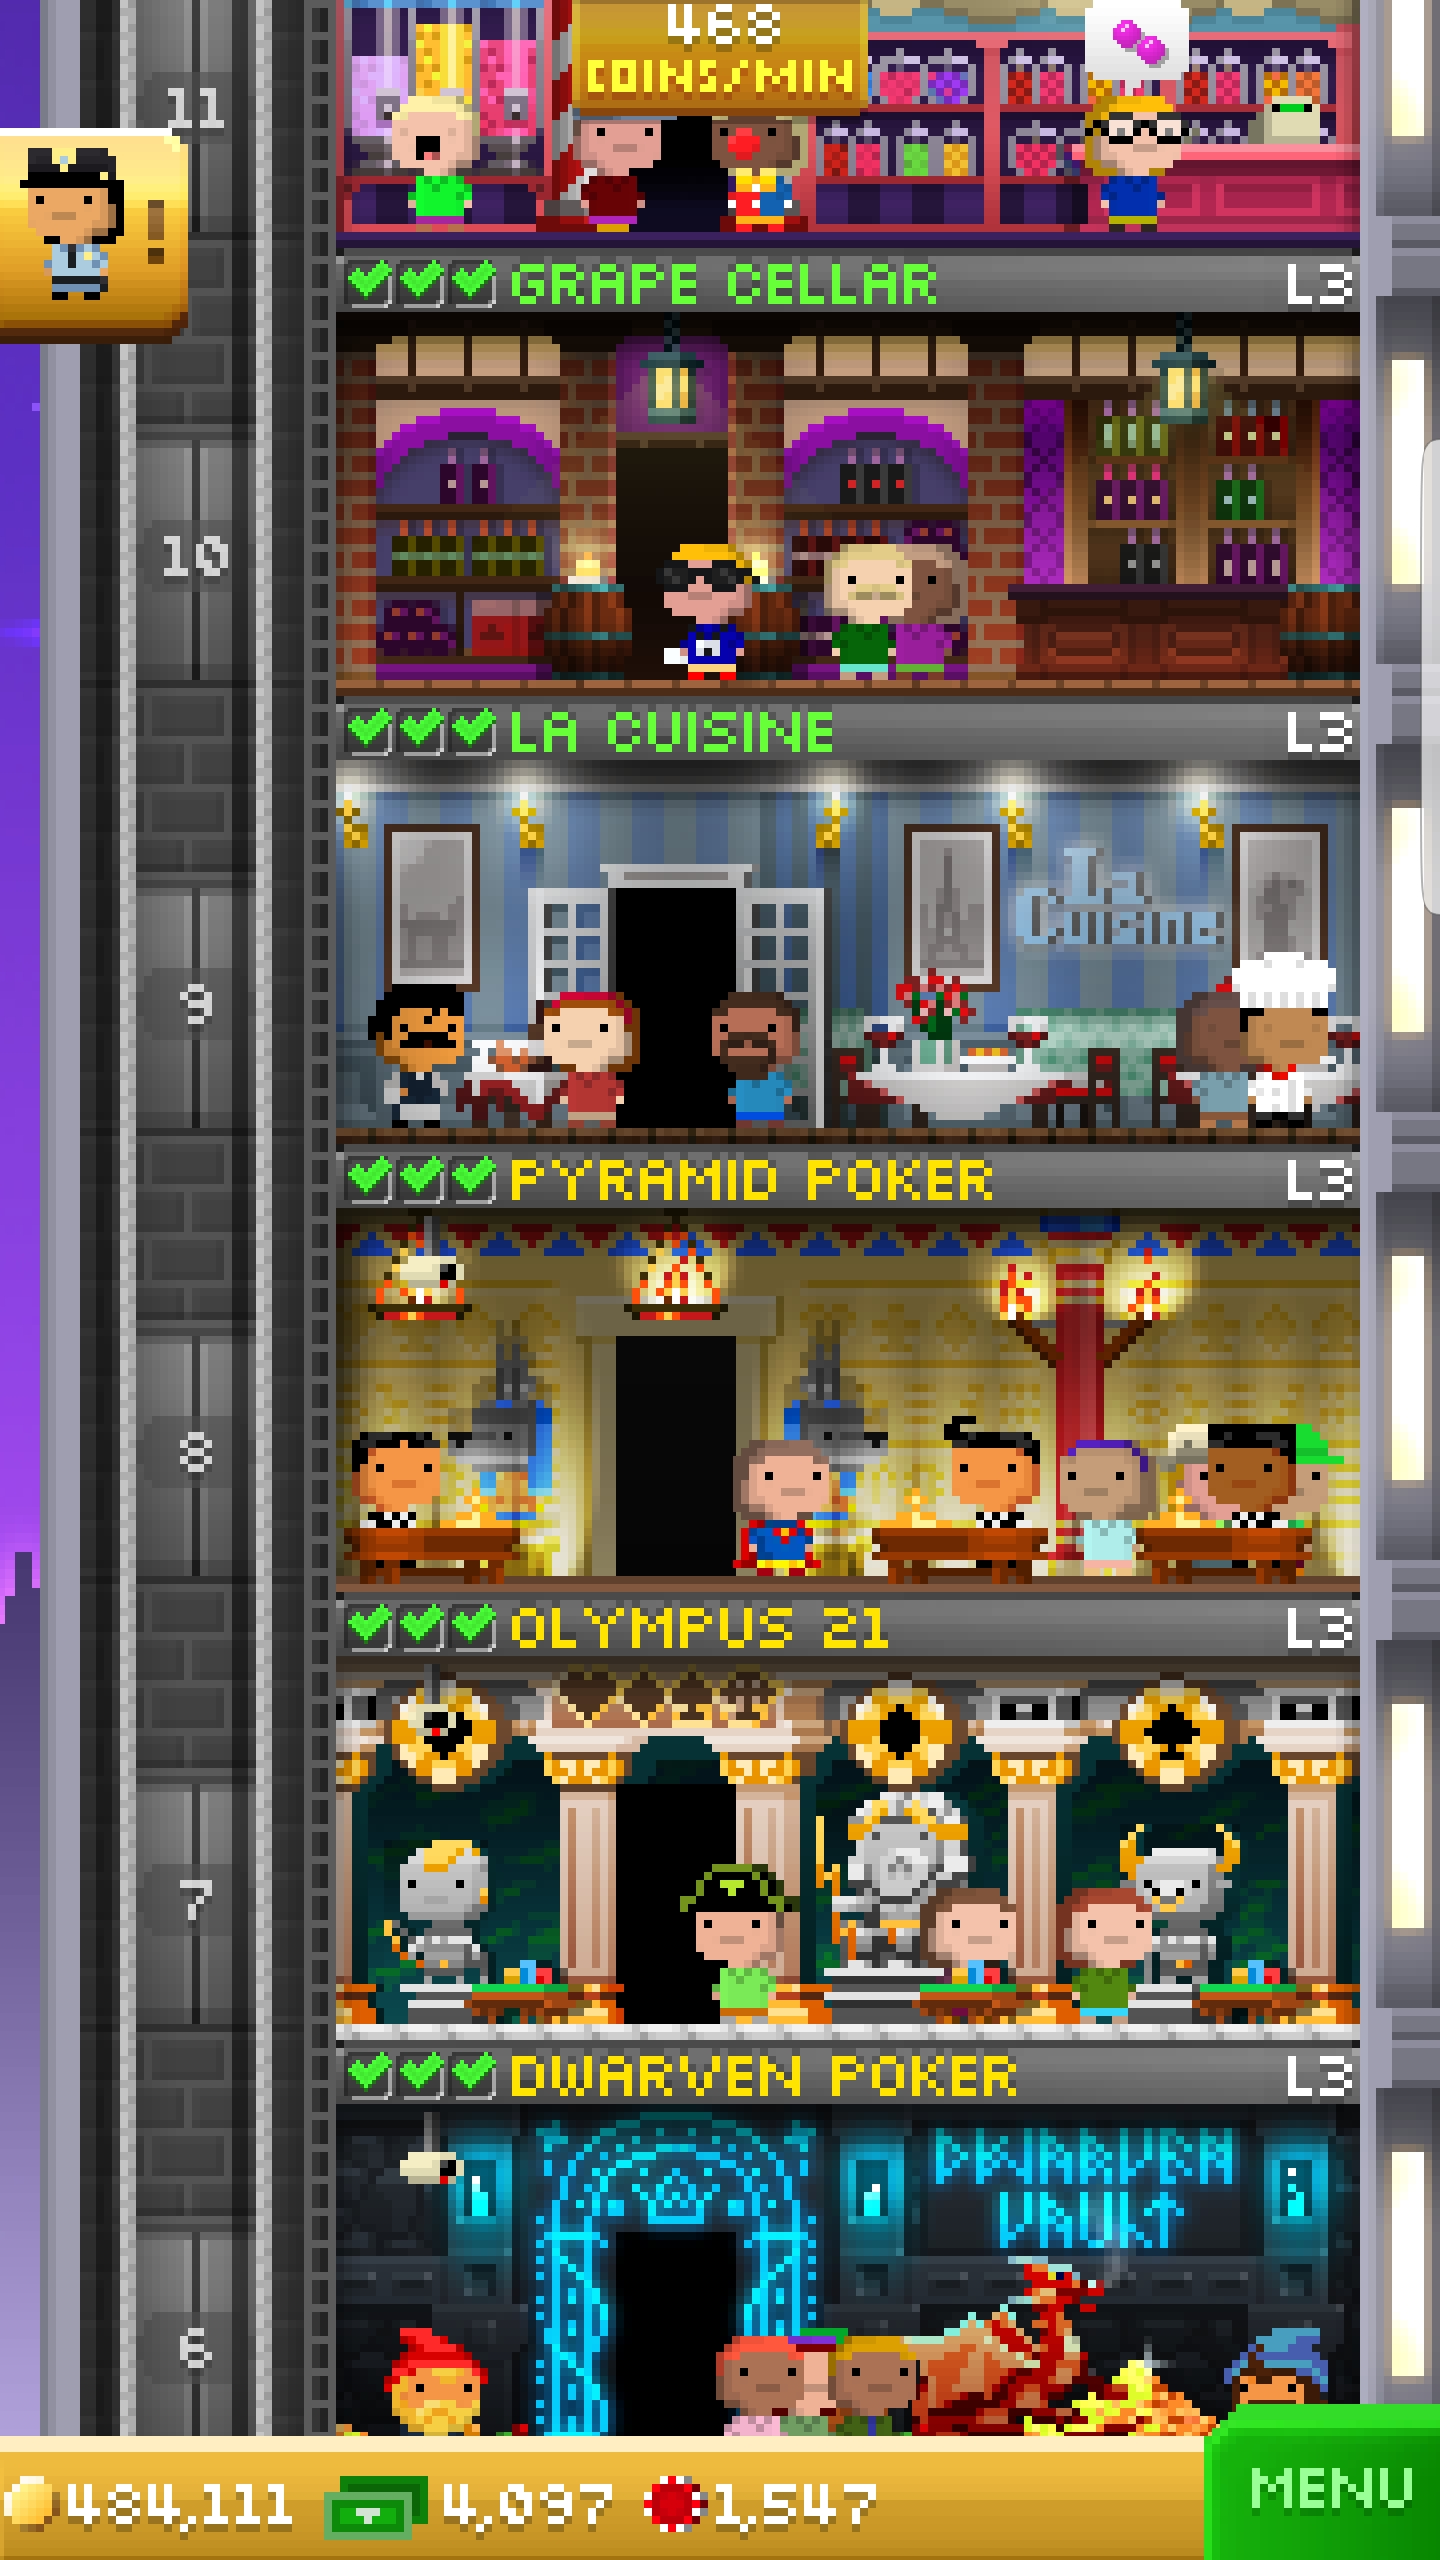 468
COINS/MIN
11
!
GRAPE CELLAR L3
10
LA CUISINE L3
La
Cuisine
9
PYRAMID POKER L3
8
OLYMPUS 21 L3
7
DWARVEN POKER L3
DWARVEN
VAULT
6
484,111 4,097 1,547
MENU